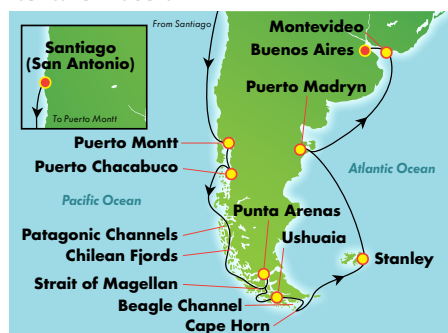 From Santiago
Montevideo
Buenos Aires
Santiago
(San Antonio)
To Puerto Montt
Puerto Madryn
Puerto Montt
Puerto Chacabuco
Atlantic Ocean
Pacific Ocean
Punta Arenas
Patagonic Channels
Ushuaia
Chilean Fjords
Stanley
Strait of Magellan
Beagle Channel
Cape Horn